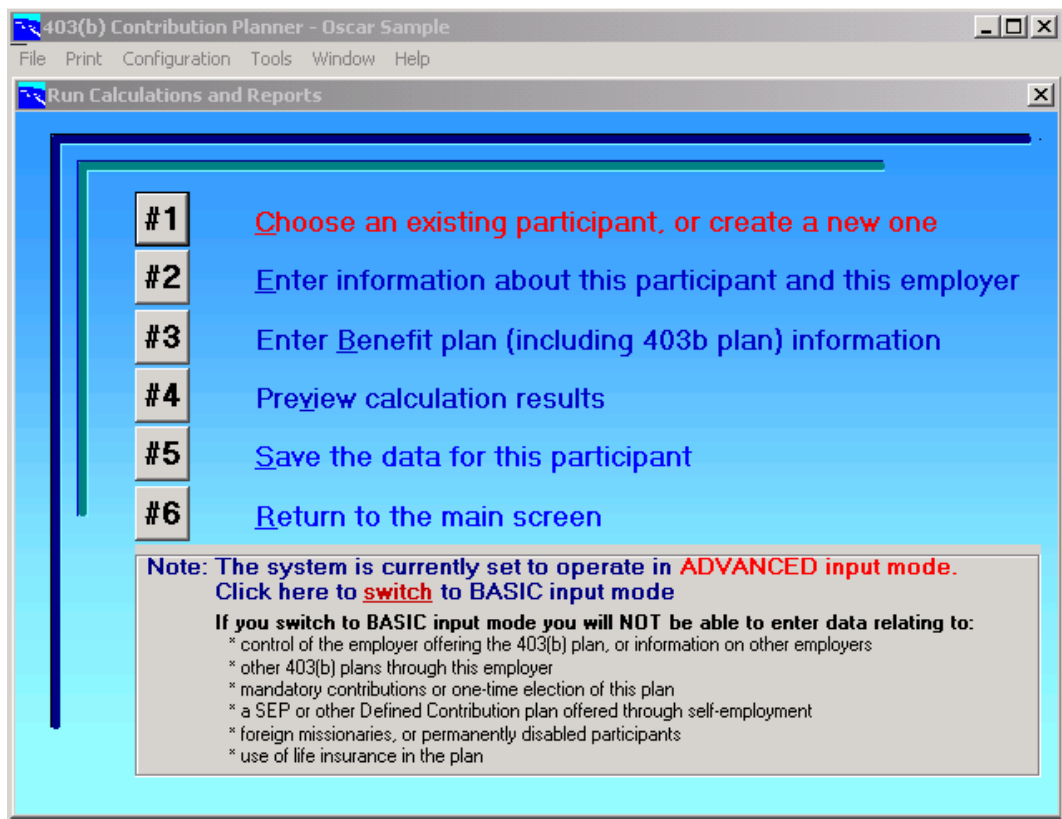 403(b) Contribution Planner - Oscar Sample
File Print Configuration Tools Window Help
Run Calculations and Reports
#1 Choose an existing participant, or create a new one
#2 Enter information about this participant and this employer
#3 Enter Benefit plan (including 403b plan) information
#4 Preview calculation results
#5 Save the data for this participant
#6 Return to the main screen
Note: The system is currently set to operate in ADVANCED input mode.
Click here to switch to BASIC input mode
If you switch to BASIC input mode you will NOT be able to enter data relating to:
* control of the employer offering the 403(b) plan, or information on other employers
* other 403(b) plans through this employer
* mandatory contributions or one-time election of this plan
* a SEP or other Defined Contribution plan offered through self-employment
* foreign missionaries, or permanently disabled participants
* use of life insurance in the plan